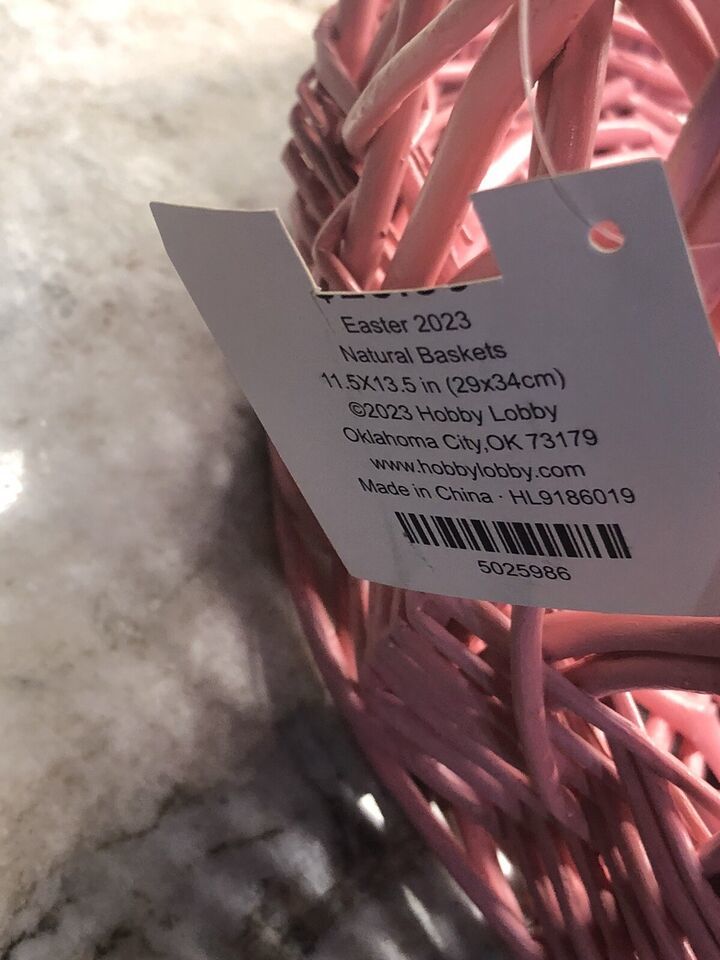 Easter 2023
Natural Baskets
11.5X13.5 in (29x34cm)
©2023 Hobby Lobby
Oklahoma City,OK 73179
www.hobbylobby.com
Made in China · HL9186019
5025986